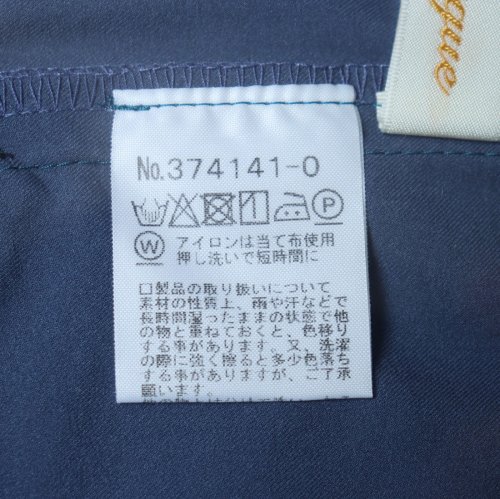 gue
No.374141-0
P
W
アイロンは当て布使用
押し洗いで短時間に
口製品の取り扱いについて
素材の性質上、雨や汗などで
長時間湿ったままの状態で他
の物と重ねておくと、色移り
する事があります。又、洗濯
の際に強く擦ると多少色落ち
する事がありますが、ご了承
願います。